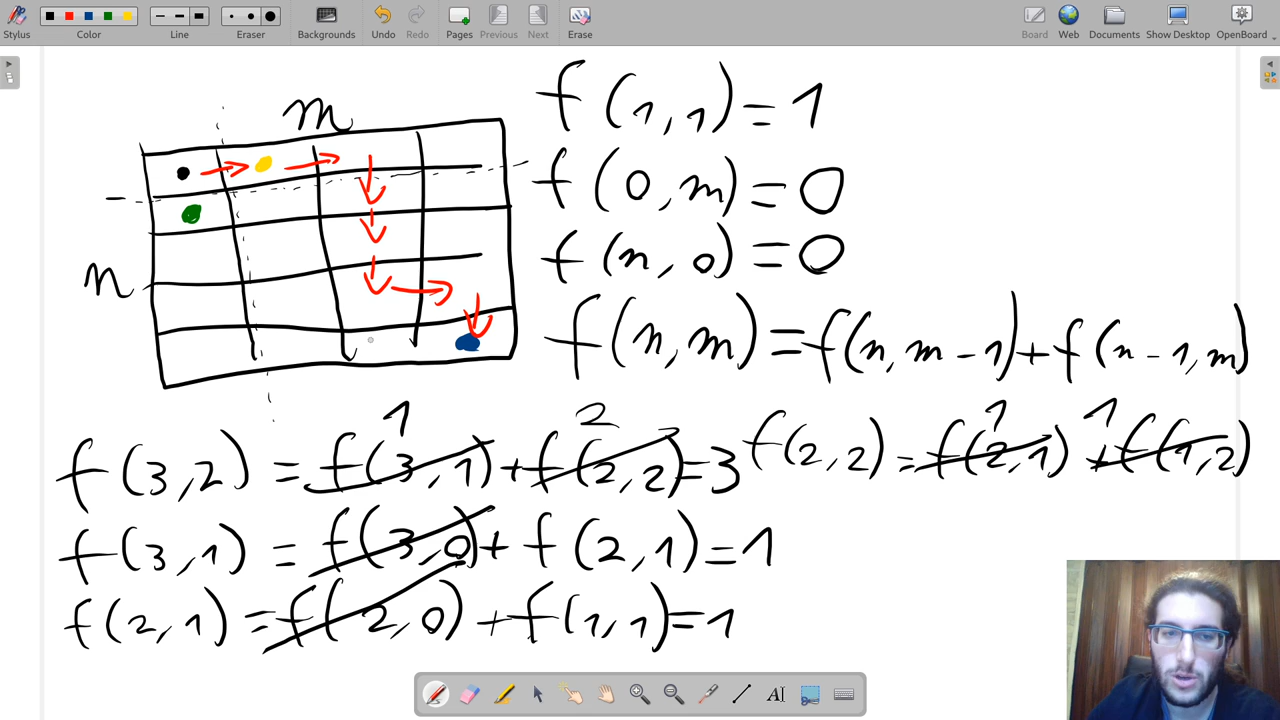 Stylus Color Line Eraser Backgrounds Undo Redo Pages Previous Next Erase Board Web Documents Show Desktop OpenBoard
m
n
f(1,1)=1
f(0,m)=0
f(n,0)=0
f(n,m)=f(n,m-1)+f(n-1,m)
1 2
f(3,2)=f(3,1)+f(2,2)=3
1 1
f(2,2)=f(2,1)+f(1,2)
f(3,1)=f(3,0)+f(2,1)=1
f(2,1)=f(2,0)+f(1,1)=1
AI